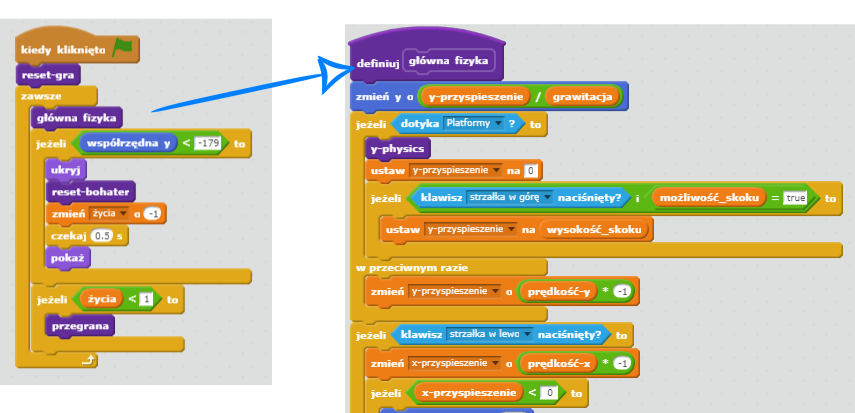 kiedy kliknięto
reset-gra
zawsze
główna fizyka
jeżeli współrzędna y < -179 to
ukryj
reset-bohater
zmień życia o -1
czekaj 0.5 s
pokaż
jeżeli życia < 1 to
przegrana
definiuj główna fizyka
zmień y o y-przyspieszenie / grawitacja
jeżeli dotyka Platformy ? to
y-physics
ustaw y-przyspieszenie na 0
jeżeli klawisz strzałka w górę naciśnięty? i możliwość_skoku = true to
ustaw y-przyspieszenie na wysokość_skoku
w przeciwnym razie
zmień y-przyspieszenie o prędkość-y * -1
jeżeli klawisz strzałka w lewo naciśnięty? to
zmień x-przyspieszenie o prędkość-x * -1
jeżeli x-przyspieszenie < 0 to